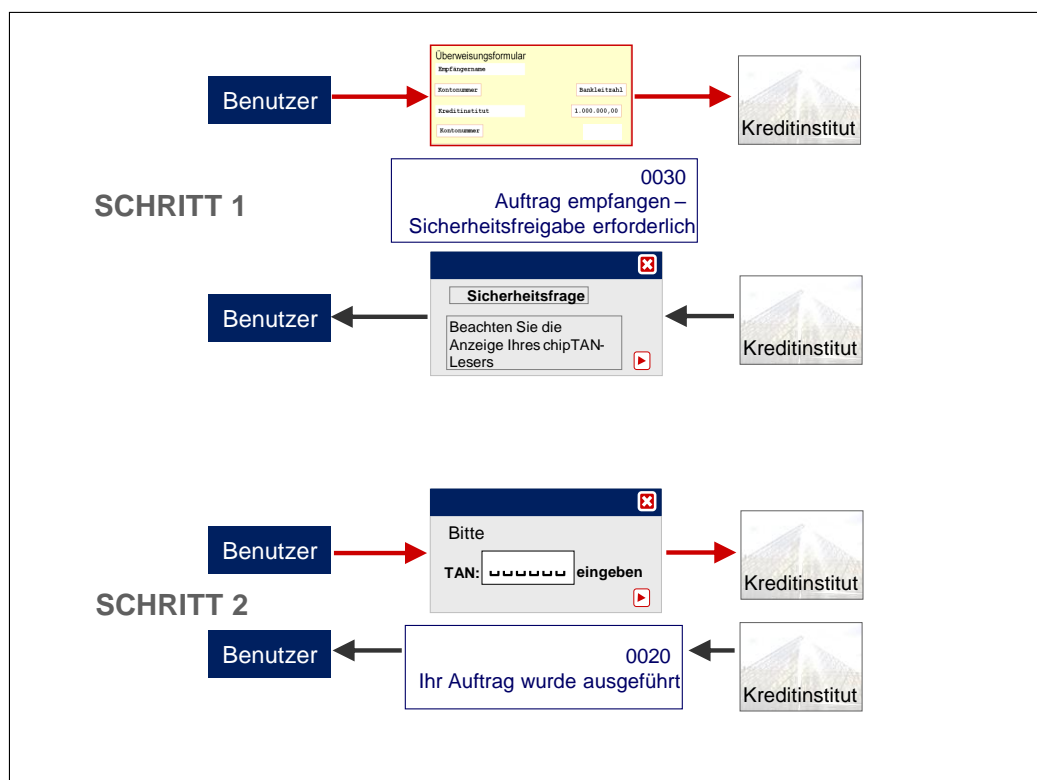 Überweisungsformular
Empfängername
Kontonummer Bankleitzahl
Kreditinstitut 1.000.000,00
Kontonummer
Benutzer
Kreditinstitut
SCHRITT 1
0030
Auftrag empfangen –
Sicherheitsfreigabe erforderlich
Benutzer
Sicherheitsfrage
Beachten Sie die
Anzeige Ihres chipTAN-
Lesers
Kreditinstitut
Benutzer
Bitte
TAN: eingeben
Kreditinstitut
SCHRITT 2
Benutzer
0020
Ihr Auftrag wurde ausgeführt
Kreditinstitut